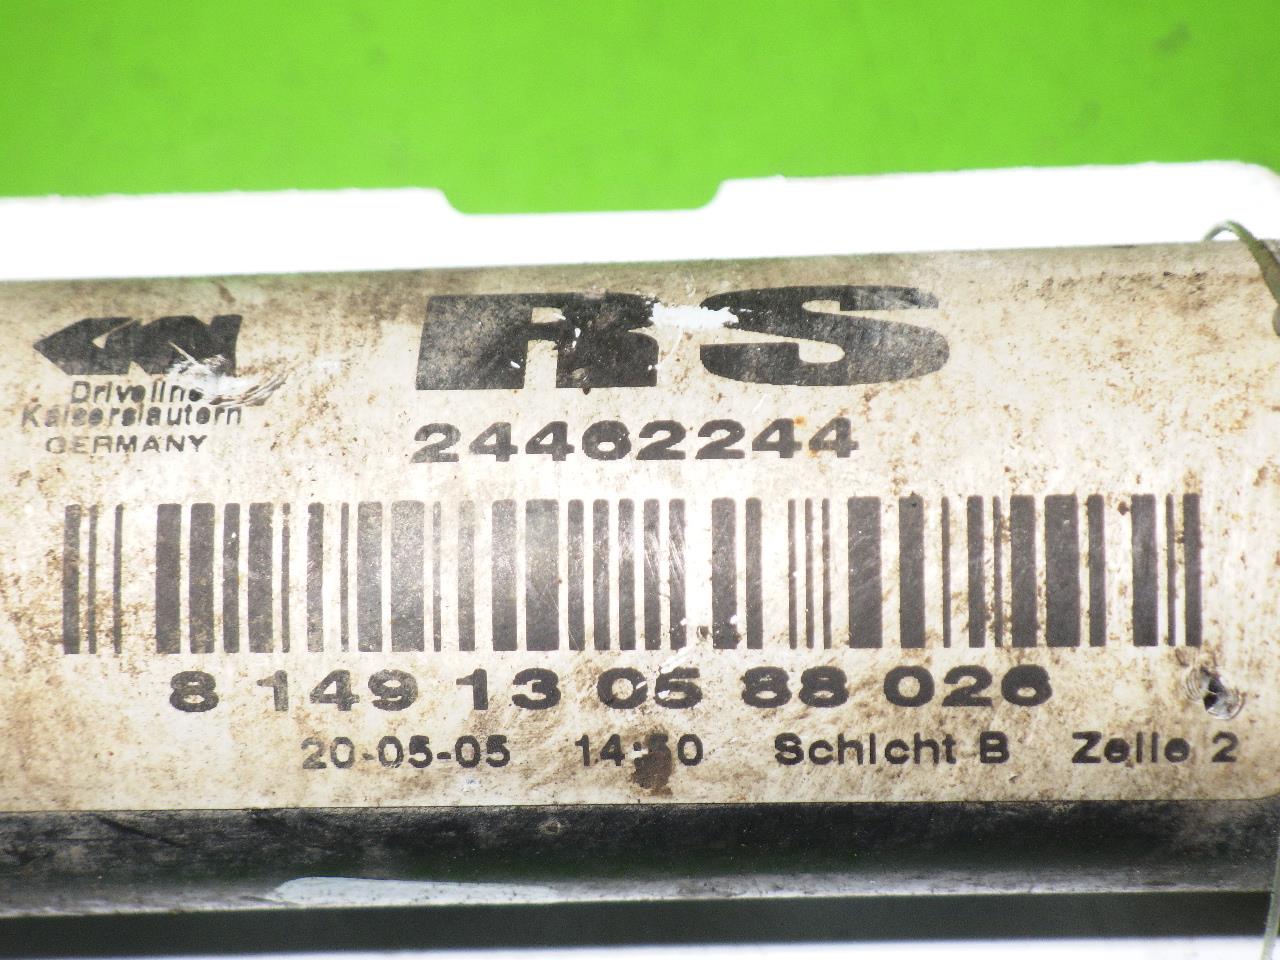 GKN RS
Driveline
Kaiserslautern
GERMANY
24462244
8 149 13 05 88 026
20-05-05 14:50 Schicht B Zelle 2